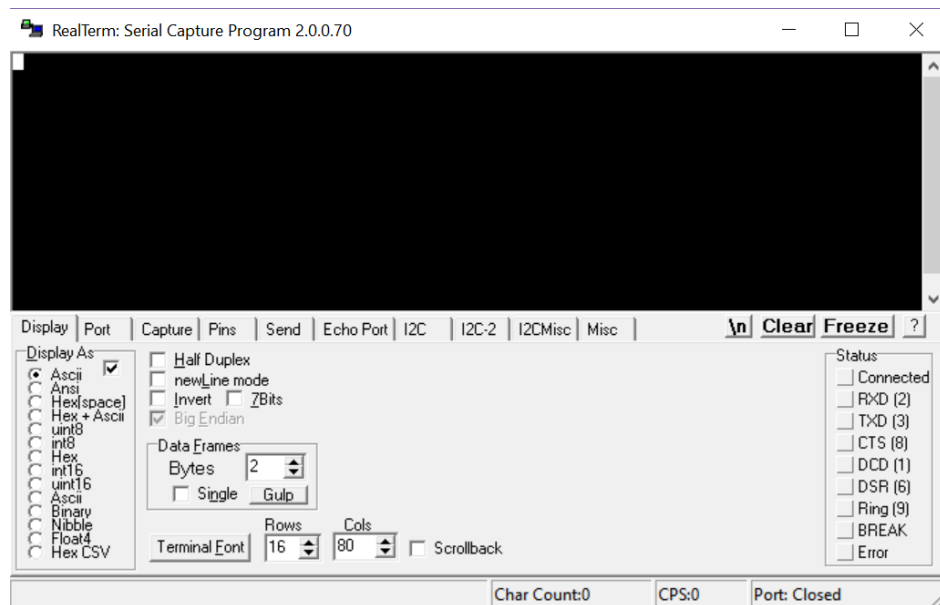 RealTerm: Serial Capture Program 2.0.0.70
Display Port Capture Pins Send Echo Port I2C I2C-2 I2CMisc Misc \n Clear Freeze ?
Display As
Ascii
Ansi
Hex[space]
Hex + Ascii
uint8
int8
Hex
int16
uint16
Ascii
Binary
Nibble
Float4
Hex CSV
Half Duplex
newLine mode
Invert 7Bits
Big Endian
Data Frames
Bytes 2
Single Gulp
Rows Cols
Terminal Font 16 80 Scrollback
Status
Connected
RXD (2)
TXD (3)
CTS (8)
DCD (1)
DSR (6)
Ring (9)
BREAK
Error
Char Count:0 CPS:0 Port: Closed